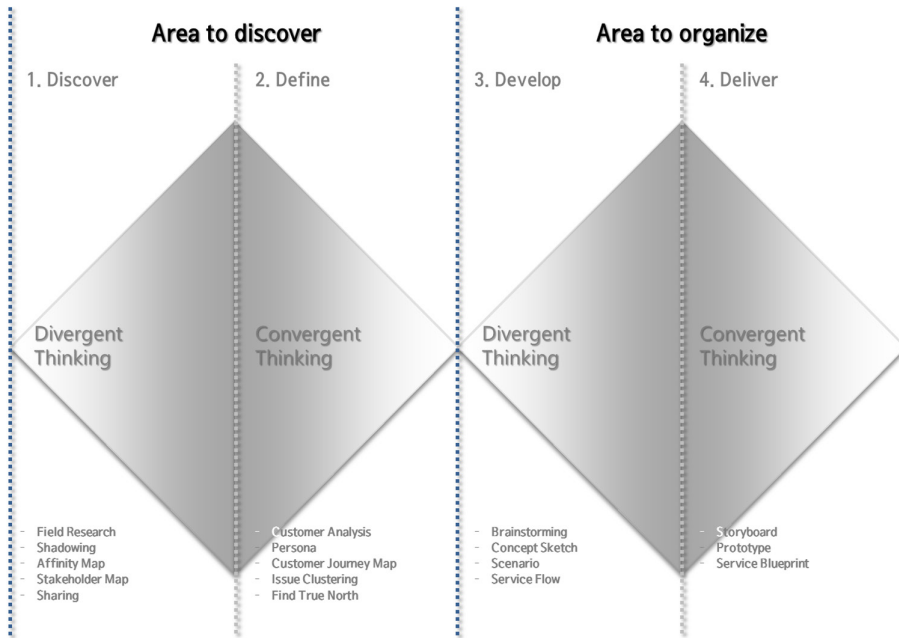 Area to discover
Area to organize
1. Discover
2. Define
3. Develop
4. Deliver
Divergent
Thinking
Convergent
Thinking
Divergent
Thinking
Convergent
Thinking
- Field Research
- Shadowing
- Affinity Map
- Stakeholder Map
- Sharing
- Customer Analysis
- Persona
- Customer Journey Map
- Issue Clustering
- Find True North
- Brainstorming
- Concept Sketch
- Scenario
- Service Flow
- Storyboard
- Prototype
- Service Blueprint